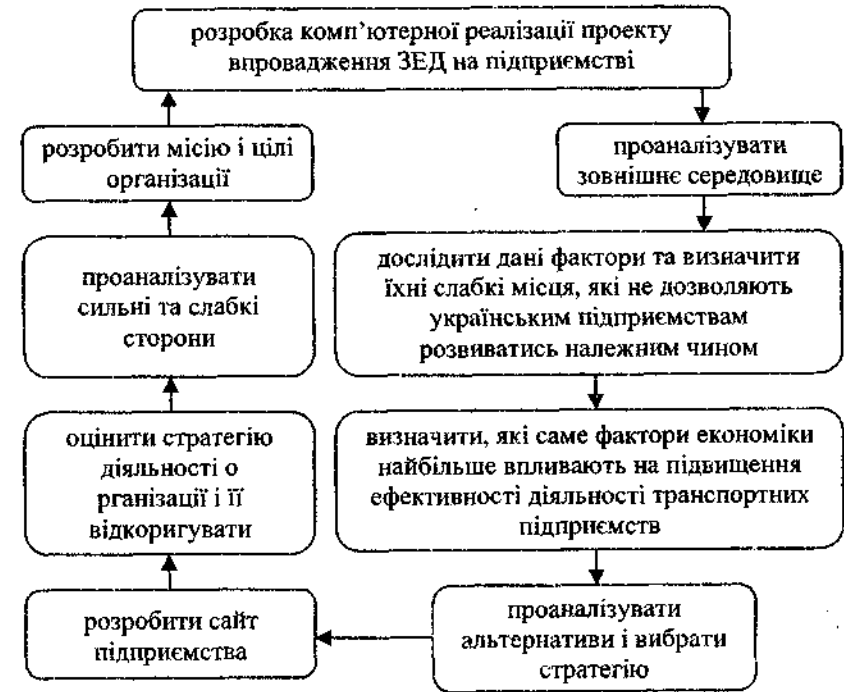 розробка комп’ютерної реалізації проекту
впровадження ЗЕД на підприємстві
розробити місію і цілі
організації
проаналізувати
зовнішнє середовище
проаналізувати
сильні та слабкі
сторони
дослідити дані фактори та визначити
їхні слабкі місця, які не дозволяють
українським підприємствам
розвиватись належним чином
оцінити стратегію
діяльності о
рганізації і її
відкоригувати
визначити, які саме фактори економіки
найбільше впливають на підвищення
ефективності діяльності транспортних
підприємств
розробити сайт
підприємства
проаналізувати
альтернативи і вибрати
стратегію